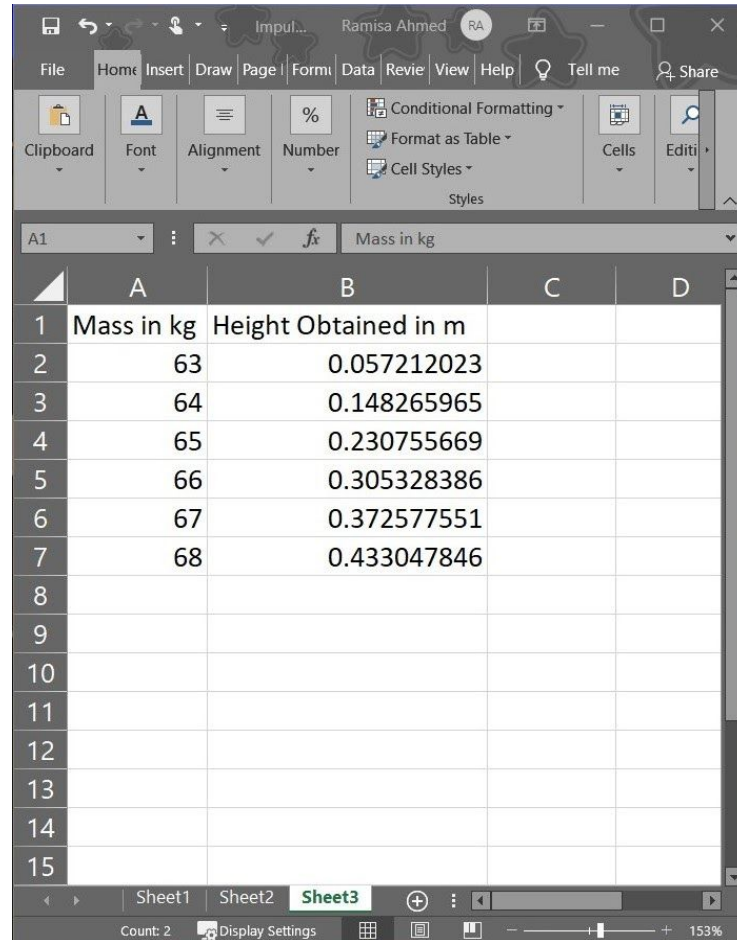 Impul... Ramisa Ahmed RA
File Home Insert Draw Page Formu Data Revie View Help Tell me Share
Clipboard Font Alignment % Number Conditional Formatting Format as Table Cell Styles Styles Cells Editi
A1 fx Mass in kg
A B C D
1 Mass in kg Height Obtained in m
2 63 0.057212023
3 64 0.148265965
4 65 0.230755669
5 66 0.305328386
6 67 0.372577551
7 68 0.433047846
8
9
10
11
12
13
14
15
Sheet1 Sheet2 Sheet3
Count: 2 Display Settings 153%